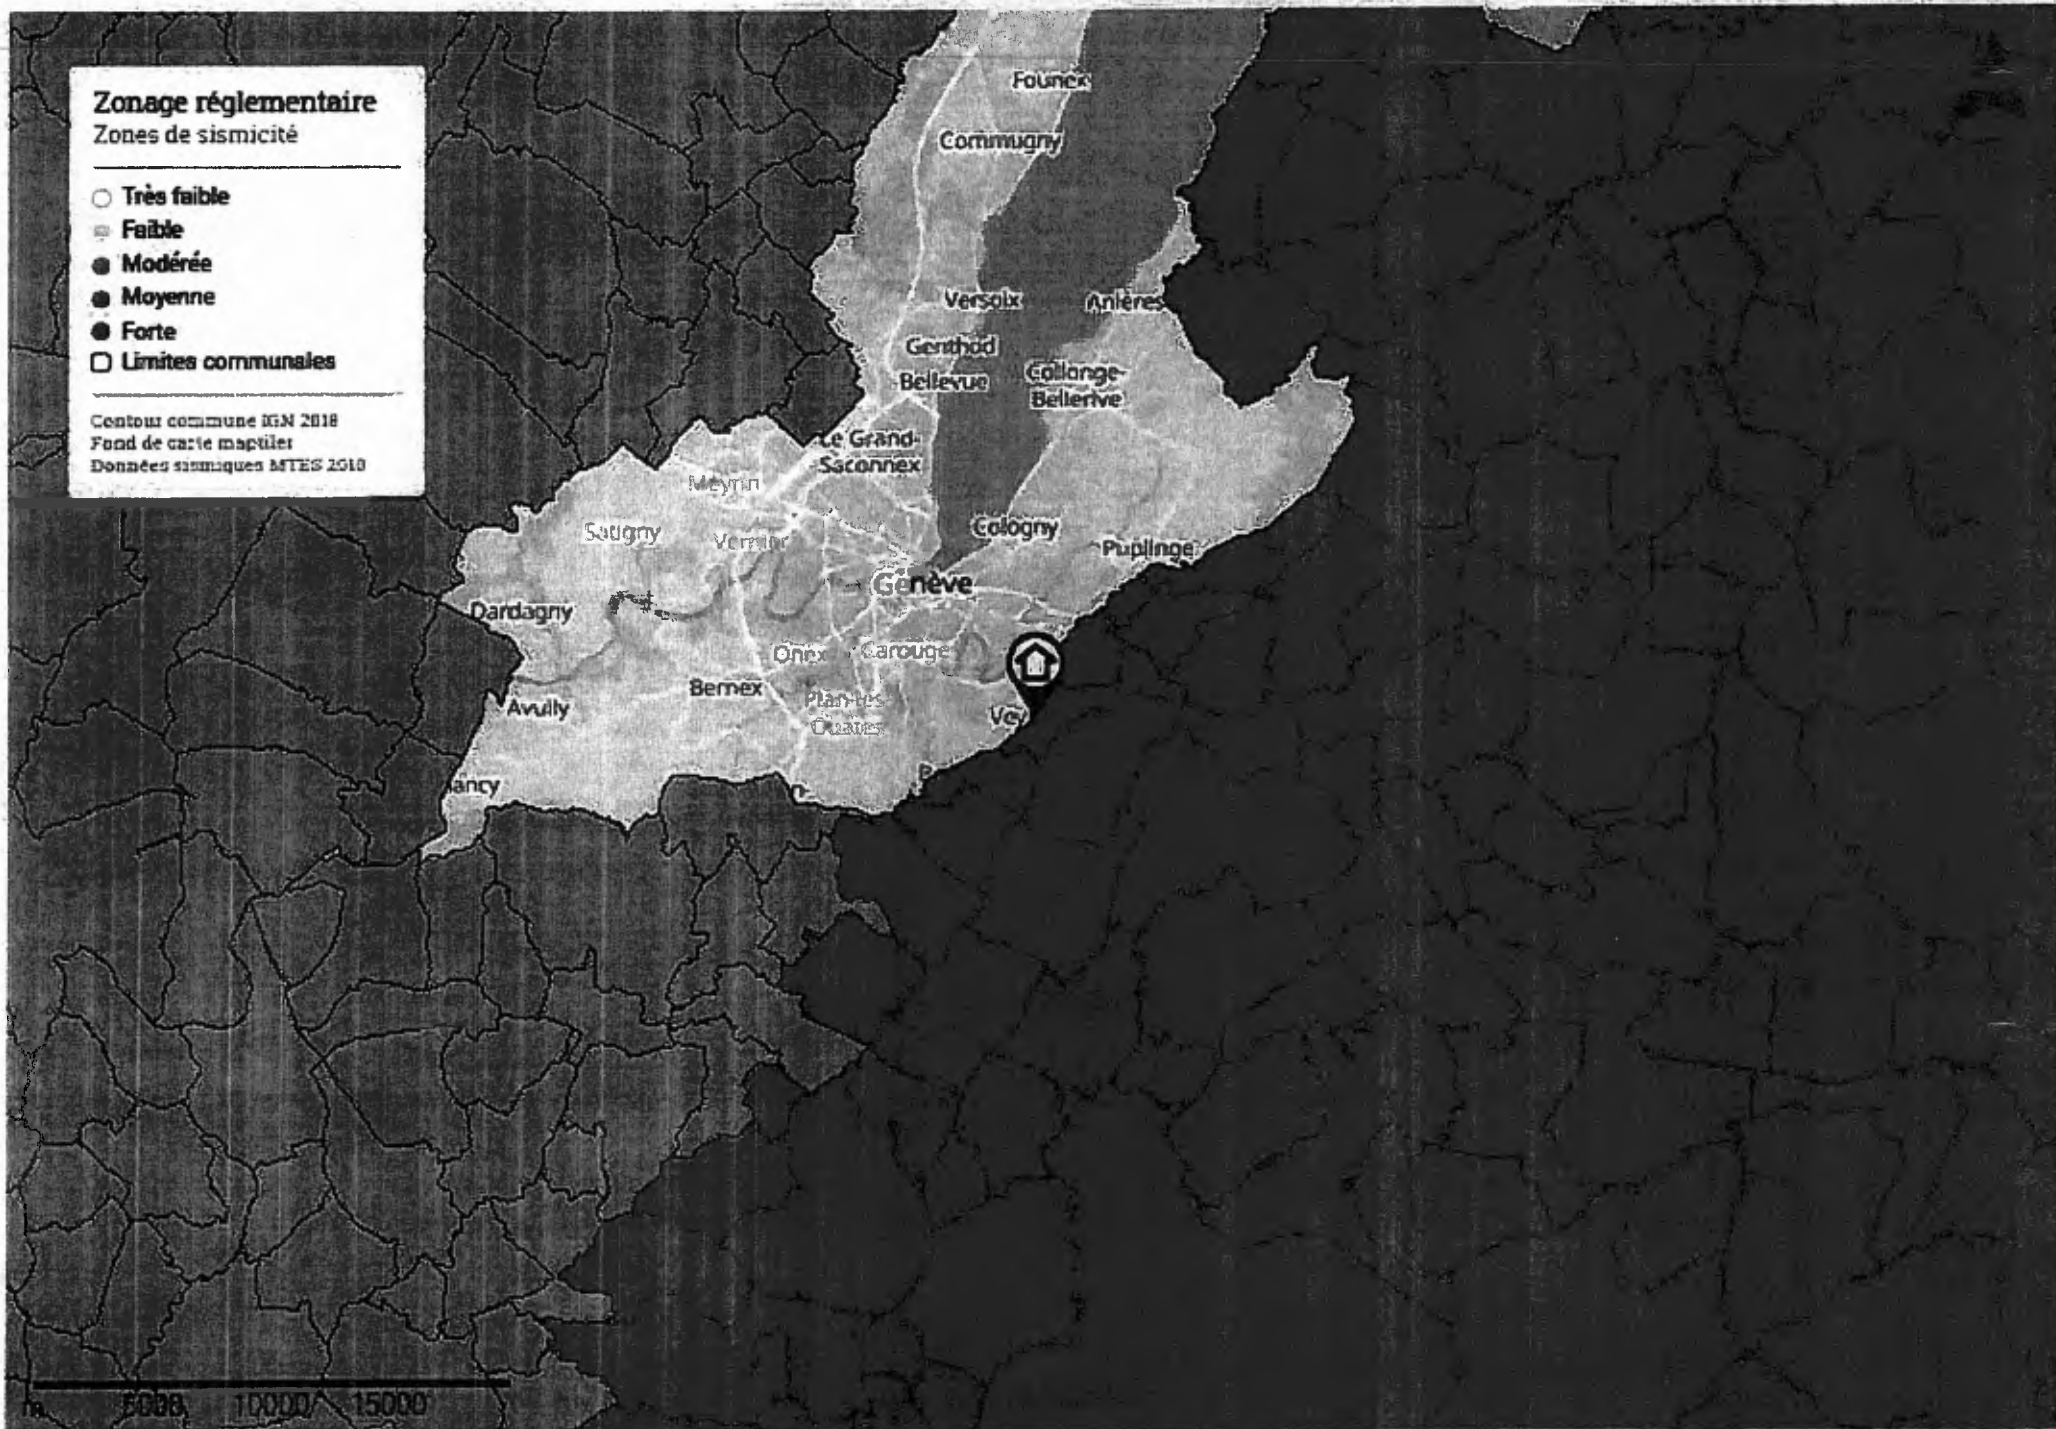 Zonage réglementaire
Zones de sismicité
Très faible
Faible
Modérée
Moyenne
Forte
Limites communales
Contour commune IGN 2018
Fond de carte maptiler
Données sismiques MTES 2010
Founex
Commugny
Versoix
Anières
Genthod
Bellevue
Collonge-
Bellerive
Le Grand-
Saconnex
Meyrin
Satigny
Vernier
Cologny
Puplinge
Genève
Dardagny
Onex
Carouge
Bernex
Avully
Plan-les-
Ouates
Vey
ancy
m
5000
10000
15000